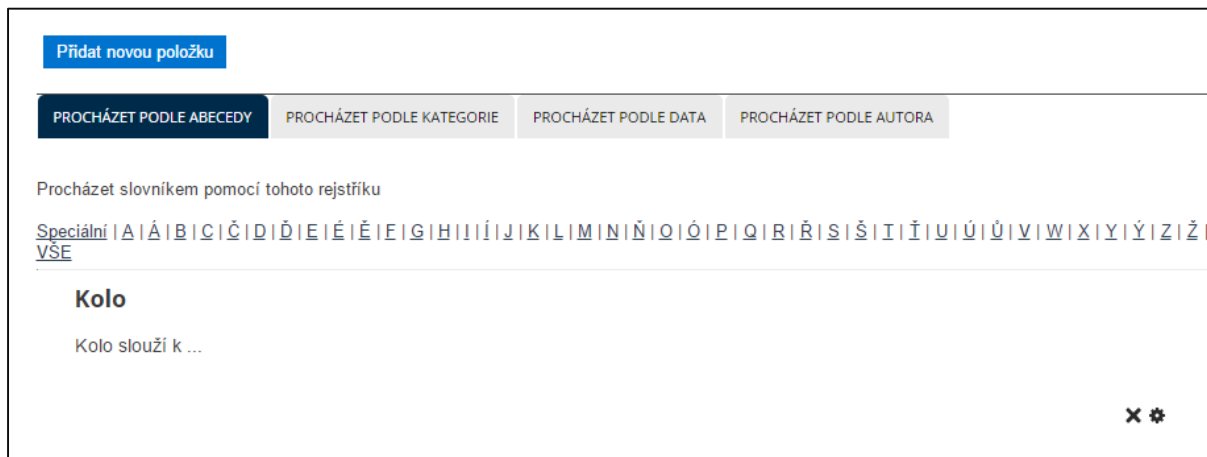 Přidat novou položku
PROCHÁZET PODLE ABECEDY PROCHÁZET PODLE KATEGORIE PROCHÁZET PODLE DATA PROCHÁZET PODLE AUTORA
Procházet slovníkem pomocí tohoto rejstříku
Speciální | A | Á | B | C | Č | D | Ď | E | É | Ě | F | G | H | I | Í | J | K | L | M | N | Ň | O | Ó | P | Q | R | Ř | S | Š | T | Ť | U | Ú | Ů | V | W | X | Y | Ý | Z | Ž |
VŠE
Kolo
Kolo slouží k ...